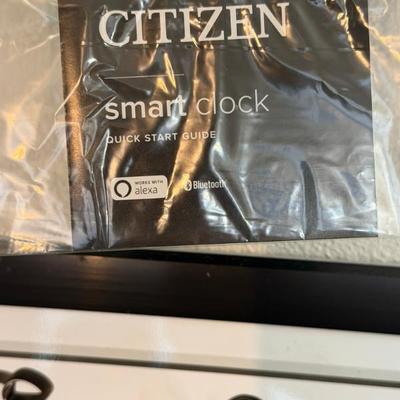 CITIZEN
smart clock
QUICK START GUIDE
WORKS WITH
alexa
Bluetooth